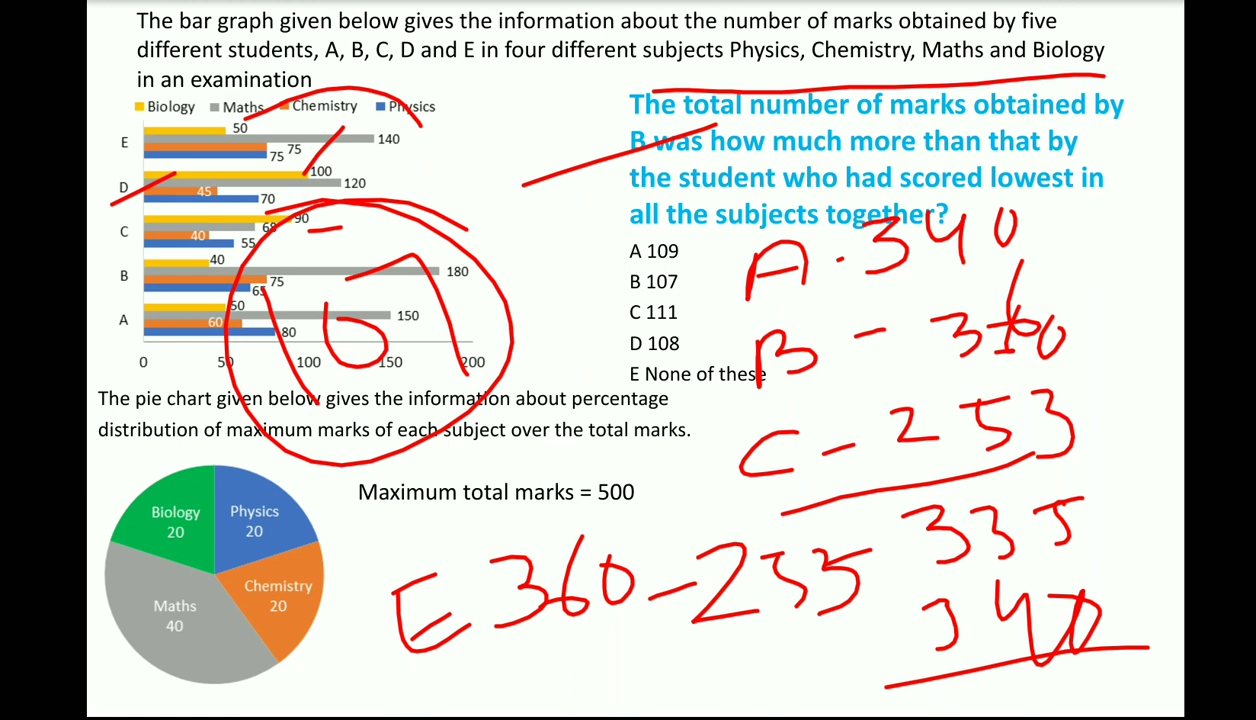 The bar graph given below gives the information about the number of marks obtained by five
different students, A, B, C, D and E in four different subjects Physics, Chemistry, Maths and Biology
in an examination
Biology Maths Chemistry Physics
E 50 140 75 75
D 100 120 45 70
C 90 68 40 55
B 40 180 75 65
A 50 150 60 80
0 50 100 150 200
The total number of marks obtained by
B was how much more than that by
the student who had scored lowest in
all the subjects together?
A 109
B 107
C 111
D 108
E None of these
A. 340
B - 360
C - 253
335
340
The pie chart given below gives the information about percentage
distribution of maximum marks of each subject over the total marks.
Maximum total marks = 500
Biology
20
Physics
20
Chemistry
20
Maths
40
E 360-255